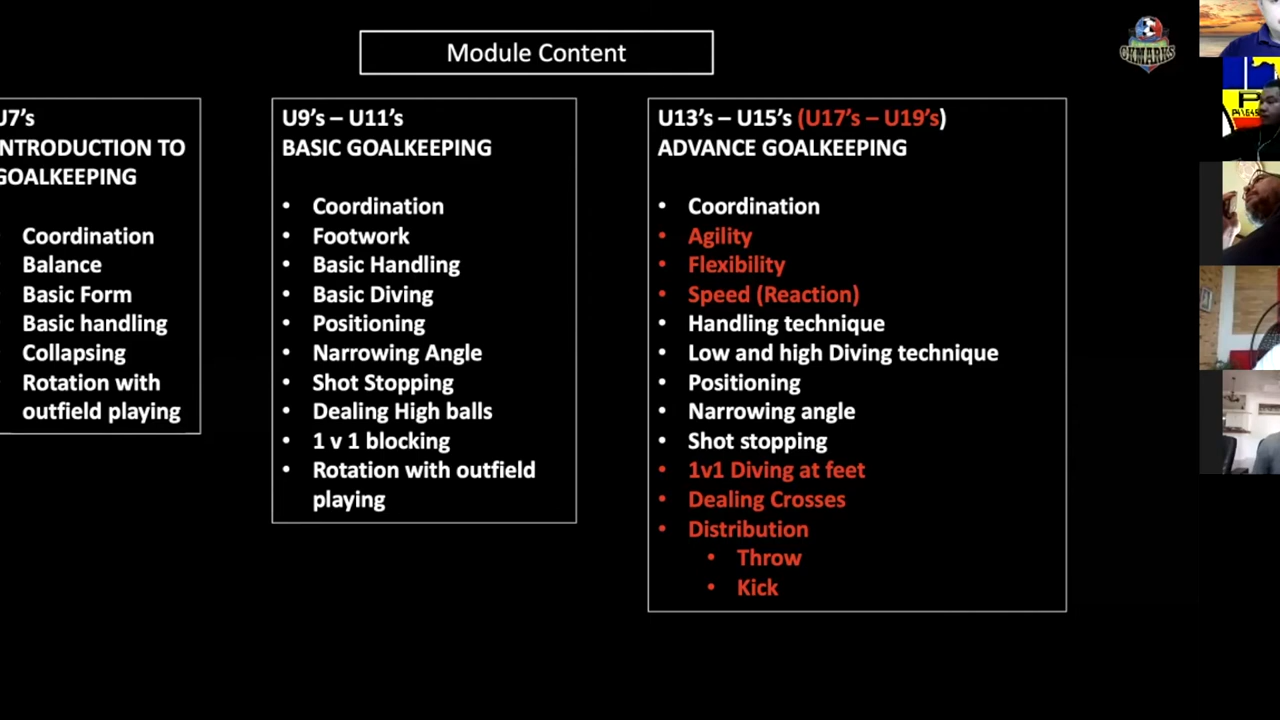 Module Content
GKMARKS
U7's
INTRODUCTION TO
GOALKEEPING
Coordination
Balance
Basic Form
Basic handling
Collapsing
Rotation with
outfield playing
U9's – U11's
BASIC GOALKEEPING
• Coordination
• Footwork
• Basic Handling
• Basic Diving
• Positioning
• Narrowing Angle
• Shot Stopping
• Dealing High balls
• 1 v 1 blocking
• Rotation with outfield
playing
U13's – U15's (U17's – U19's)
ADVANCE GOALKEEPING
• Coordination
• Agility
• Flexibility
• Speed (Reaction)
• Handling technique
• Low and high Diving technique
• Positioning
• Narrowing angle
• Shot stopping
• 1v1 Diving at feet
• Dealing Crosses
• Distribution
• Throw
• Kick